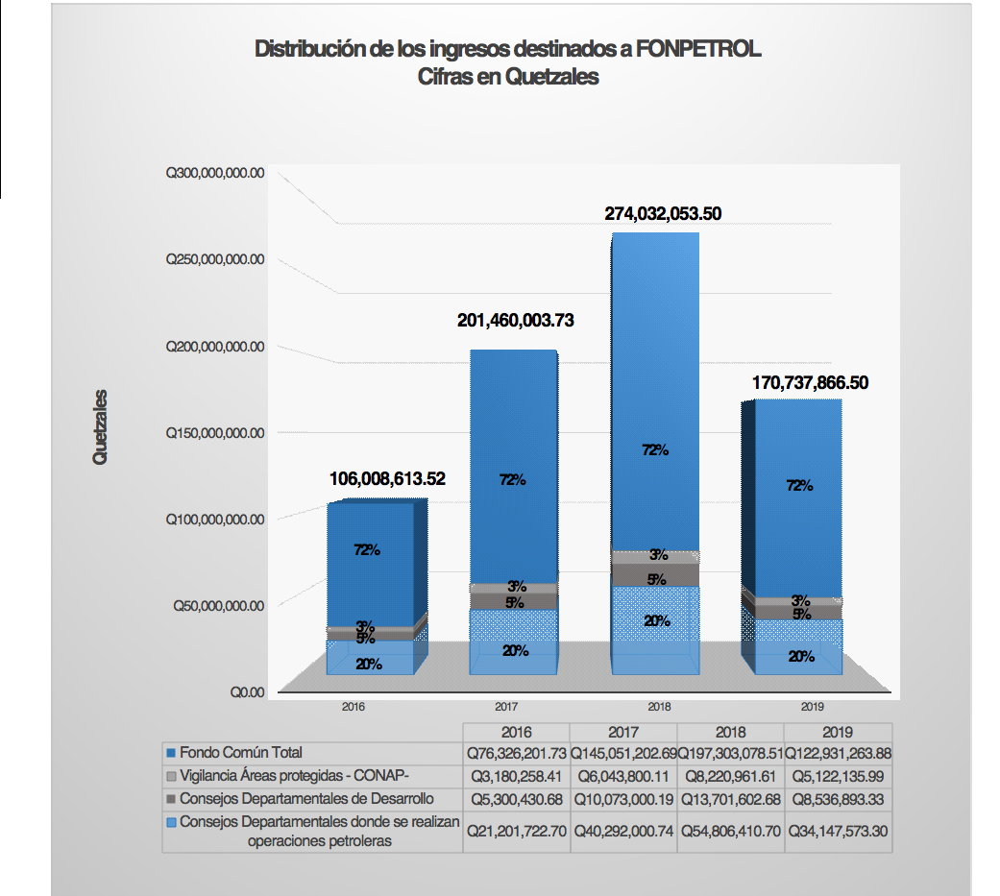 Distribución de los ingresos destinados a FONPETROL
Cifras en Quetzales
Quetzales
Q300,000,000.00
Q250,000,000.00
Q200,000,000.00
Q150,000,000.00
Q100,000,000.00
Q50,000,000.00
Q0.00
106,008,613.52
72%
3%
5%
20%
201,460,003.73
72%
3%
5%
20%
274,032,053.50
72%
3%
5%
20%
170,737,866.50
72%
3%
5%
20%
2016 2017 2018 2019
2016 2017 2018 2019
Fondo Común Total Q76,326,201.73 Q145,051,202.69 Q197,303,078.51 Q122,931,263.88
Vigilancia Áreas protegidas - CONAP- Q3,180,258.41 Q6,043,800.11 Q8,220,961.61 Q5,122,135.99
Consejos Departamentales de Desarrollo Q5,300,430.68 Q10,073,000.19 Q13,701,602.68 Q8,536,893.33
Consejos Departamentales donde se realizan
operaciones petroleras Q21,201,722.70 Q40,292,000.74 Q54,806,410.70 Q34,147,573.30